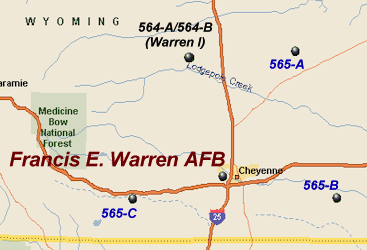 WYOMING
564-A/564-B
(Warren I)
565-A
Lodgepole Creek
aramie
Medicine
Bow
National
Forest
Francis E. Warren AFB
Cheyenne
565-C
565-B
25